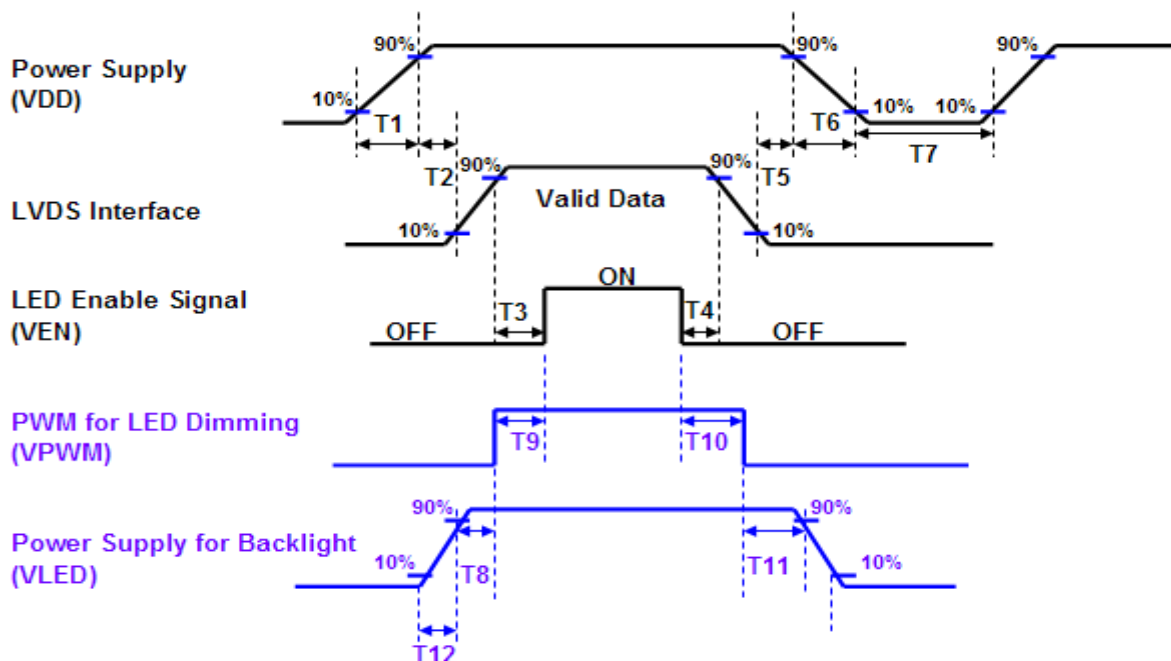 Power Supply
(VDD)
90%
90%
90%
10%
10%
10%
T1
T2
T5
T6
T7
LVDS Interface
90%
90%
Valid Data
10%
10%
LED Enable Signal
(VEN)
ON
OFF
T3
T4
OFF
PWM for LED Dimming
(VPWM)
T9
T10
Power Supply for Backlight
(VLED)
90%
90%
10%
10%
T8
T11
T12